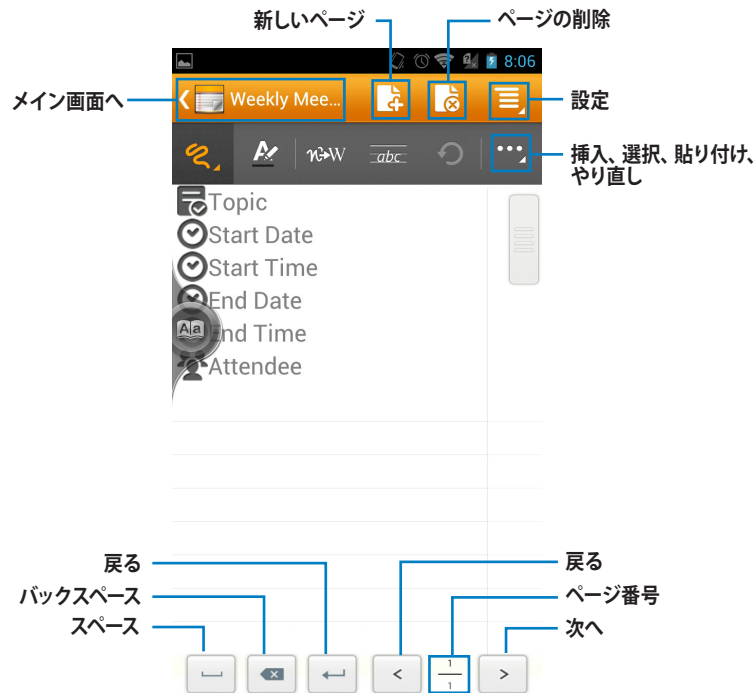 新しいページ
ページの削除
8:06
メイン画面へ
Weekly Mee...
設定
n→W
abc
挿入、選択、貼り付け、
やり直し
Topic
Start Date
Start Time
End Date
Aa
End Time
Attendee
戻る
戻る
バックスペース
ページ番号
スペース
次へ
<
1
1
>